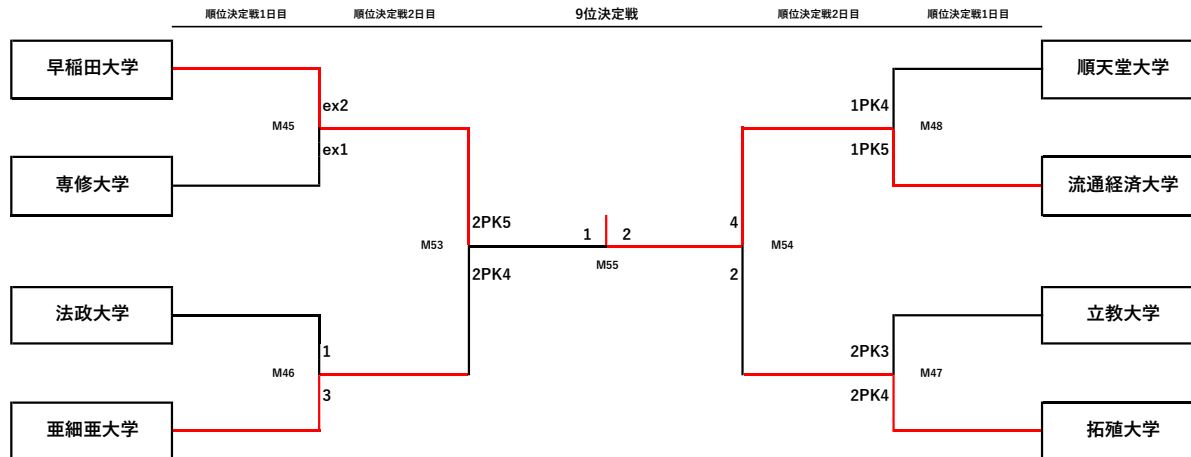 順位決定戦1日目 順位決定戦2日目 9位決定戦 順位決定戦2日目 順位決定戦1日目
早稲田大学 順天堂大学
ex2 1PK4
M45 M48
ex1 1PK5
専修大学 流通経済大学
2PK5 4
1 2
M53 M54
M55
2PK4 2
法政大学 立教大学
1 2PK3
M46 M47
3 2PK4
亜細亜大学 拓殖大学